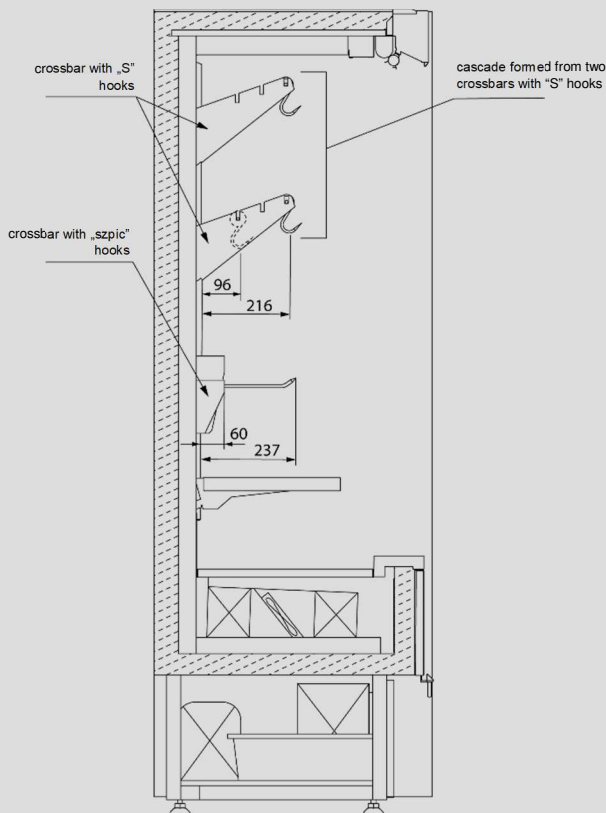 crossbar with „S”
hooks
cascade formed from two
crossbars with “S” hooks
crossbar with „szpic”
hooks
96
216
60
237